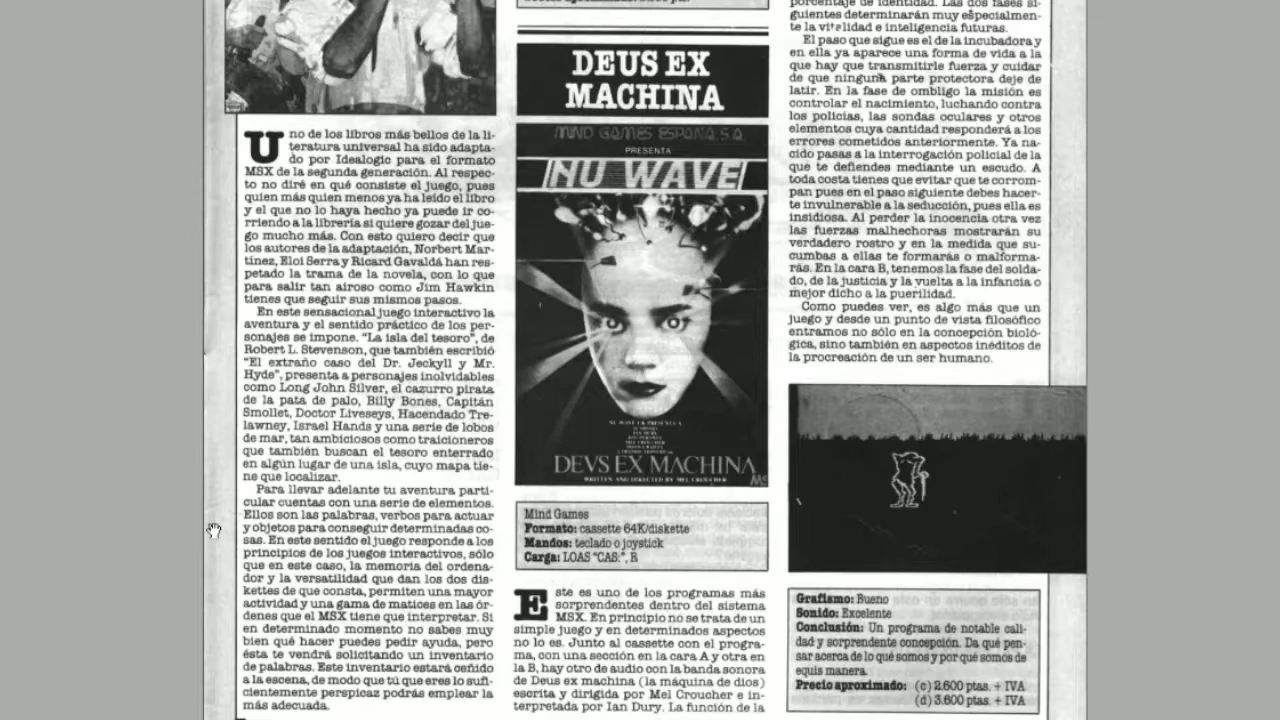 Uno de los libros más bellos de la li-
teratura universal ha sido adapta-
do por Idealogic para el formato
MSX de la segunda generación. Al respec-
to no diré en qué consiste el juego, pues
quien más quien menos ya ha leído el libro
y el que no lo haya hecho ya puede ir co-
rriendo a la librería si quiere gozar del jue-
go mucho más. Con esto quiero decir que
los autores de la adaptación, Norbert Mar-
tínez, Eloi Serra y Ricard Gavaldá han res-
petado la trama de la novela, con lo que
para salir tan airoso como Jim Hawkin
tienes que seguir sus mismos pasos.
En este sensacional juego interactivo la
aventura y el sentido práctico de los per-
sonajes se impone. "La isla del tesoro", de
Robert L. Stevenson, que también escribió
"El extraño caso del Dr. Jeckyll y Mr.
Hyde", presenta a personajes inolvidables
como Long John Silver, el cazurro pirata
de la pata de palo, Billy Bones, Capitán
Smollet, Doctor Liveseys, Hacendado Tre-
lawney, Israel Hands y una serie de lobos
de mar, tan ambiciosos como traicioneros
que también buscan el tesoro enterrado
en algún lugar de una isla, cuyo mapa tie-
ne que localizar.
Para llevar adelante tu aventura parti-
cular cuentas con una serie de elementos.
Ellos son las palabras, verbos para actuar
y objetos para conseguir determinadas co-
sas. En este sentido el juego responde a los
principios de los juegos interactivos, sólo
que en este caso, la memoria del ordena-
dor y la versatilidad que dan los dos dis-
kettes de que consta, permiten una mayor
actividad y una gama de matices en las ór-
denes que el MSX tiene que interpretar. Si
en determinado momento no sabes muy
bien qué hacer puedes pedir ayuda, pero
ésta te vendrá solicitando un inventario
de palabras. Este inventario estará ceñido
a la escena, de modo que tú que eres lo sufi-
cientemente perspicaz podrás emplear la
más adecuada.
DEUS EX
MACHINA
MIND GAMES ESPAÑA, S.A.
PRESENTA
NU WAVE
DEVS EX MACHINA
WRITTEN AND DIRECTED BY MEL CROUCHER
Mind Games
Formato: cassette 64K/diskette
Mandos: teclado o joystick
Carga: LOAS "CAS:", R
Este es uno de los programas más
sorprendentes dentro del sistema
MSX. En principio no se trata de un
simple juego y en determinados aspectos
no lo es. Junto al cassette con el progra-
ma, con una sección en la cara A y otra en
la B, hay otro de audio con la banda sonora
de Deus ex machina (la máquina de dios)
escrita y dirigida por Mel Croucher e in-
terpretada por Ian Dury. La función de la
porcentaje de identidad. Las dos fases si-
guientes determinarán muy especialmen-
te la vitalidad e inteligencia futuras.
El paso que sigue es el de la incubadora y
en ella ya aparece una forma de vida a la
que hay que transmitirle fuerza y cuidar
de que ninguna parte protectora deje de
latir. En la fase de ombligo la misión es
controlar el nacimiento, luchando contra
los policías, las sondas oculares y otros
elementos cuya cantidad responderá a los
errores cometidos anteriormente. Ya na-
cido pasas a la interrogación policial de la
que te defiendes mediante un escudo. A
toda costa tienes que evitar que te corrom-
pan pues en el paso siguiente debes hacer-
te invulnerable a la seducción, pues ella es
insidiosa. Al perder la inocencia otra vez
las fuerzas malhechoras mostrarán su
verdadero rostro y en la medida que su-
cumbas a ellas te formarás o malforma-
rás. En la cara B, tenemos la fase del solda-
do, de la justicia y la vuelta a la infancia o
mejor dicho a la puerilidad.
Como puedes ver, es algo más que un
juego y desde un punto de vista filosófico
entramos no sólo en la concepción bioló-
gica, sino también en aspectos inéditos de
la procreación de un ser humano.
Grafismo: Bueno
Sonido: Excelente
Conclusión: Un programa de notable cali-
dad y sorprendente concepción. Da qué pen-
sar acerca de lo qué somos y por qué somos de
equis manera.
Precio aproximado: (c) 2.600 ptas. + IVA
(d) 3.600 ptas. + IVA